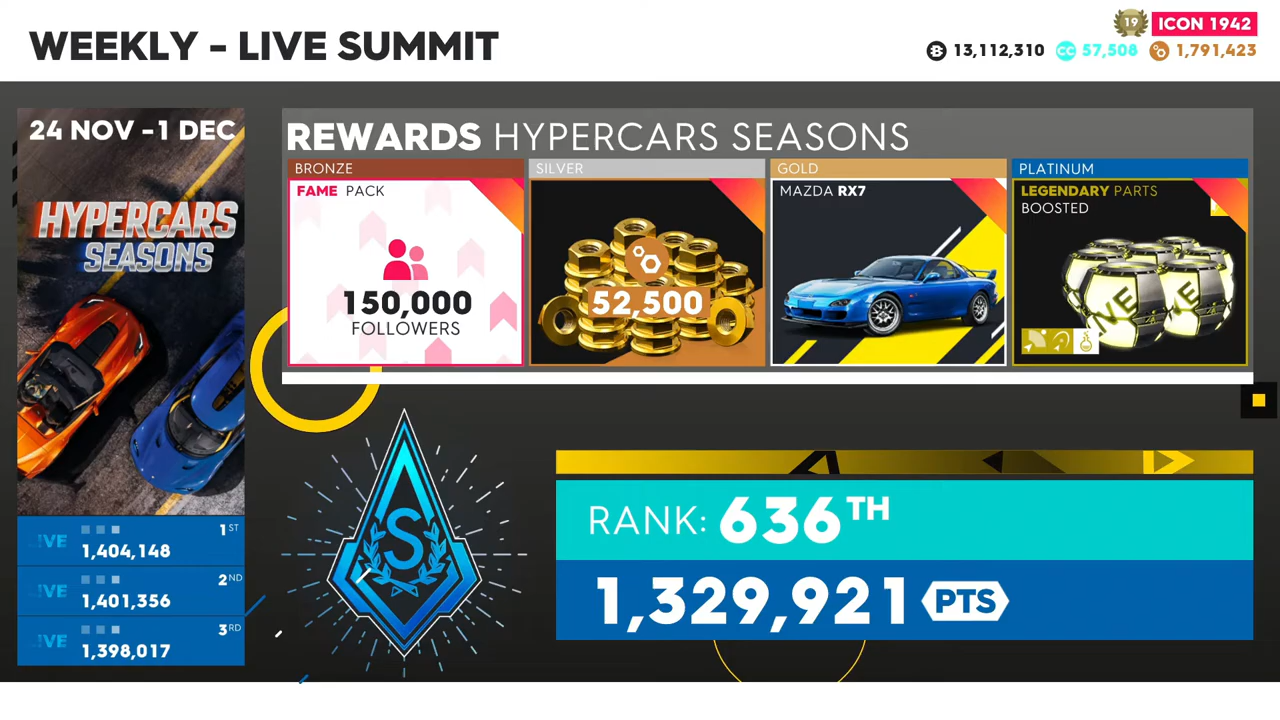 WEEKLY - LIVE SUMMIT
19 ICON 1942
13,112,310 CC 57,508 1,791,423
24 NOV - 1 DEC
HYPERCARS
SEASONS
REWARDS HYPERCARS SEASONS
BRONZE
FAME PACK
150,000
FOLLOWERS
SILVER
52,500
GOLD
MAZDA RX7
PLATINUM
LEGENDARY PARTS
BOOSTED
LIVE
LIVE
1ST
1,404,148
2ND
1,401,356
3RD
1,398,017
S
RANK: 636TH
1,329,921 PTS